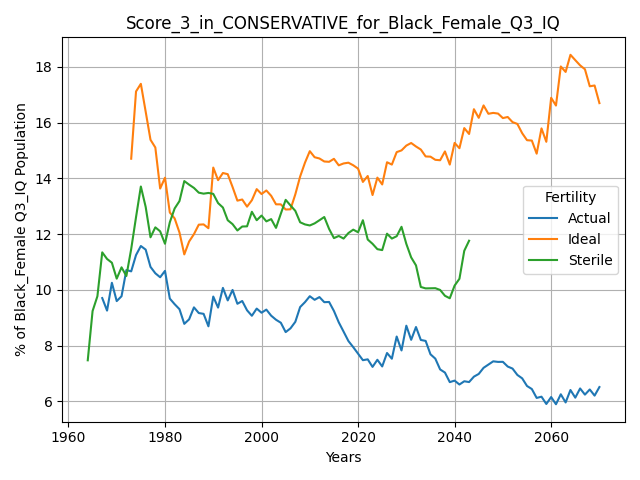 Score_3_in_CONSERVATIVE_for_Black_Female_Q3_IQ
% of Black_Female Q3_IQ Population
18
16
14
12
10
8
6
Fertility
Actual
Ideal
Sterile
1960
1980
2000
2020
2040
2060
Years